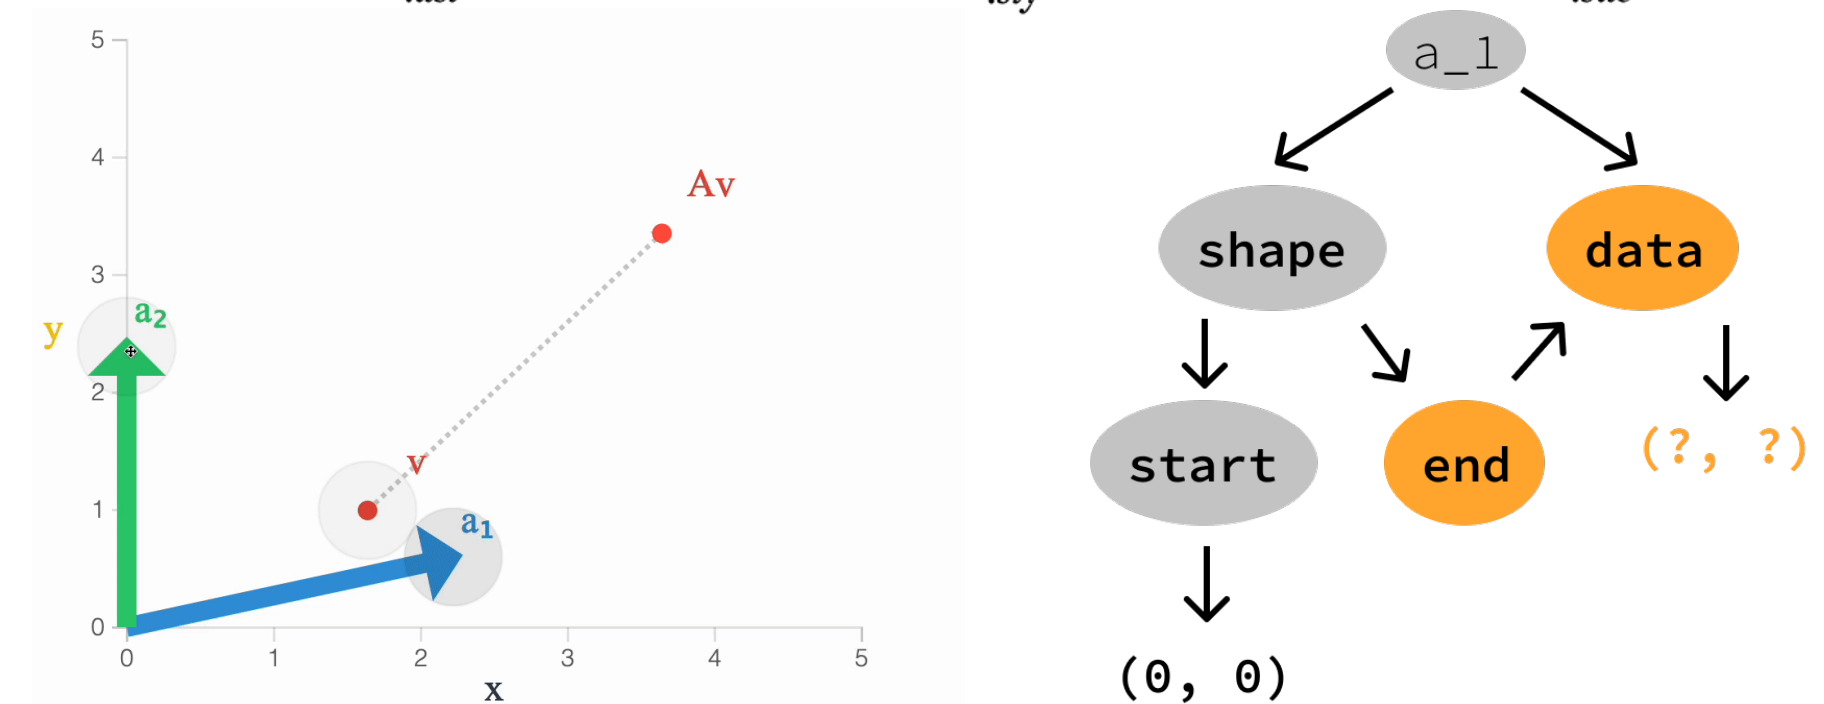 5
4
3
2
1
0
0 1 2 3 4 5
x
y
a₂
a₁
v
Av
a_1
shape
data
start
end
(?, ?)
(0, 0)